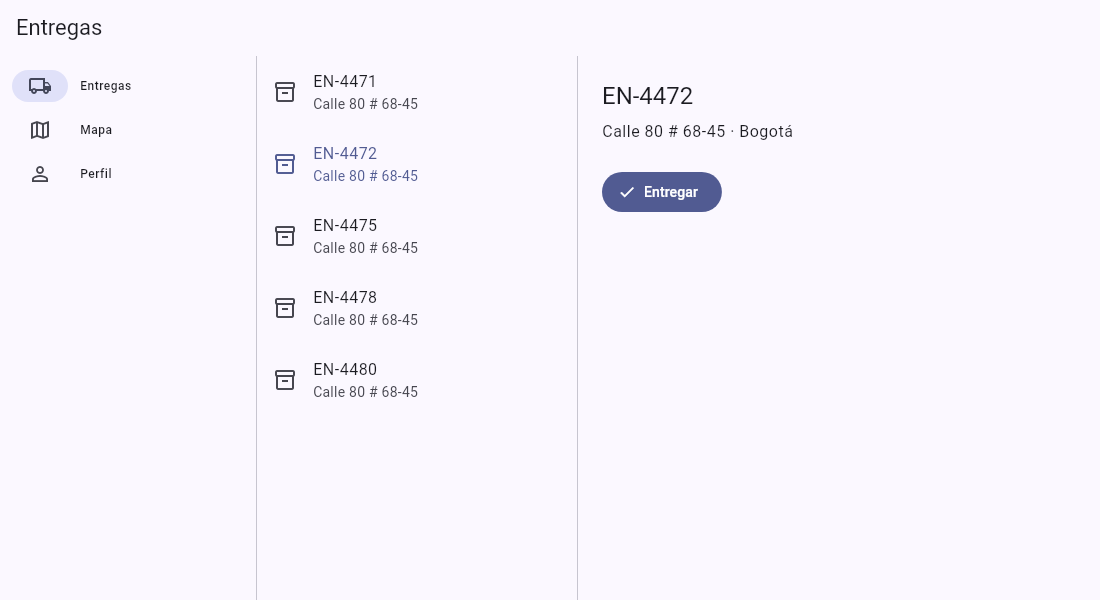 Entregas
Entregas
Mapa
Perfil
EN-4471
Calle 80 # 68-45
EN-4472
Calle 80 # 68-45
EN-4475
Calle 80 # 68-45
EN-4478
Calle 80 # 68-45
EN-4480
Calle 80 # 68-45
EN-4472
Calle 80 # 68-45 · Bogotá
Entregar